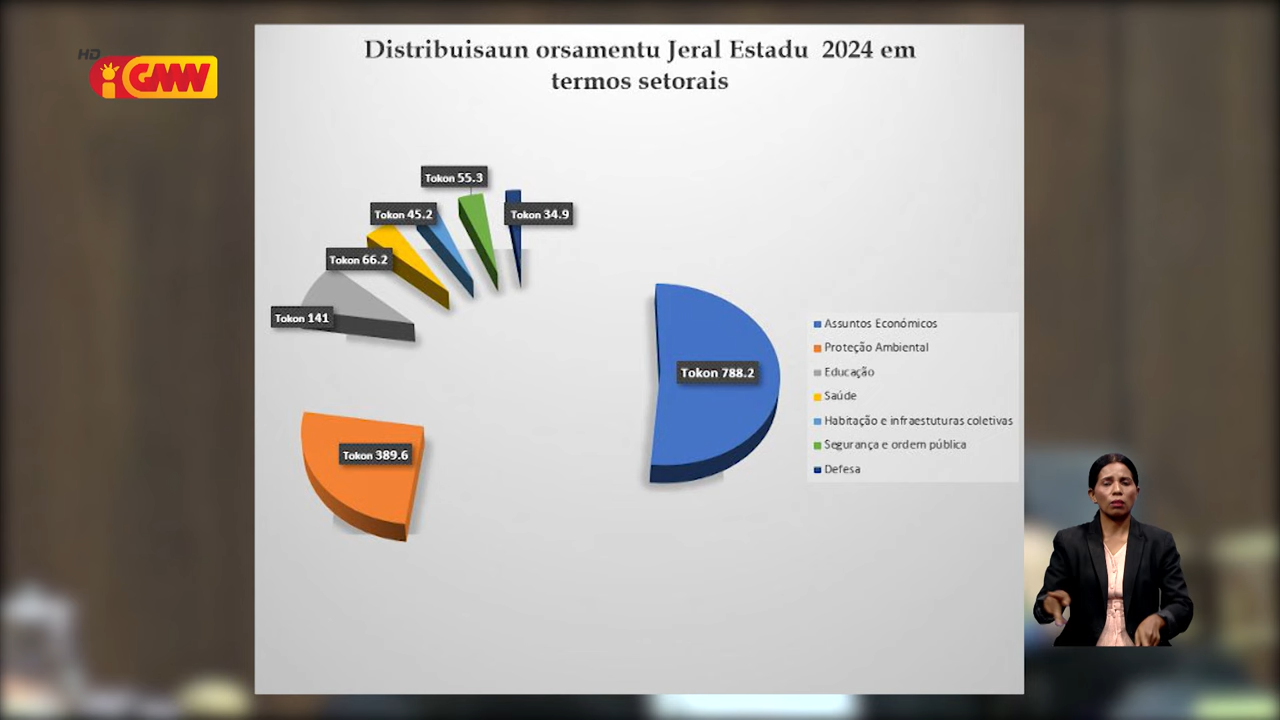 HD
GMN
Distribuisaun orsamentu Jeral Estadu 2024 em
termos setorais
Tokon 55.3
Tokon 45.2
Tokon 34.9
Tokon 66.2
Tokon 141
Tokon 788.2
Tokon 389.6
Assuntos Económicos
Proteção Ambiental
Educação
Saúde
Habitação e infraestuturas coletivas
Segurança e ordem pública
Defesa